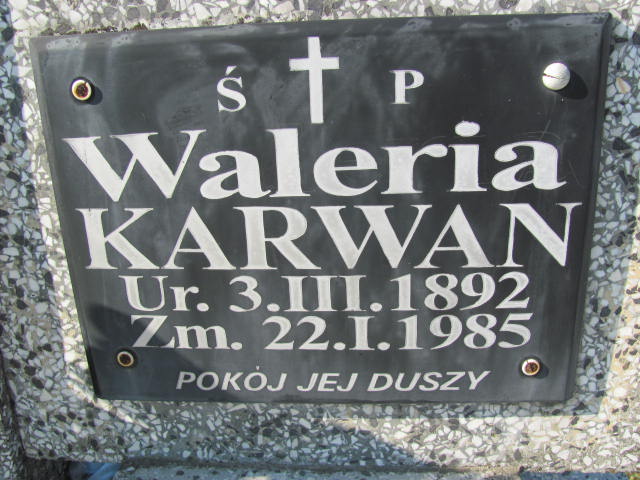 Ś P
Waleria
KARWAN
Ur. 3.III.1892
Zm. 22.I.1985
POKÓJ JEJ DUSZY